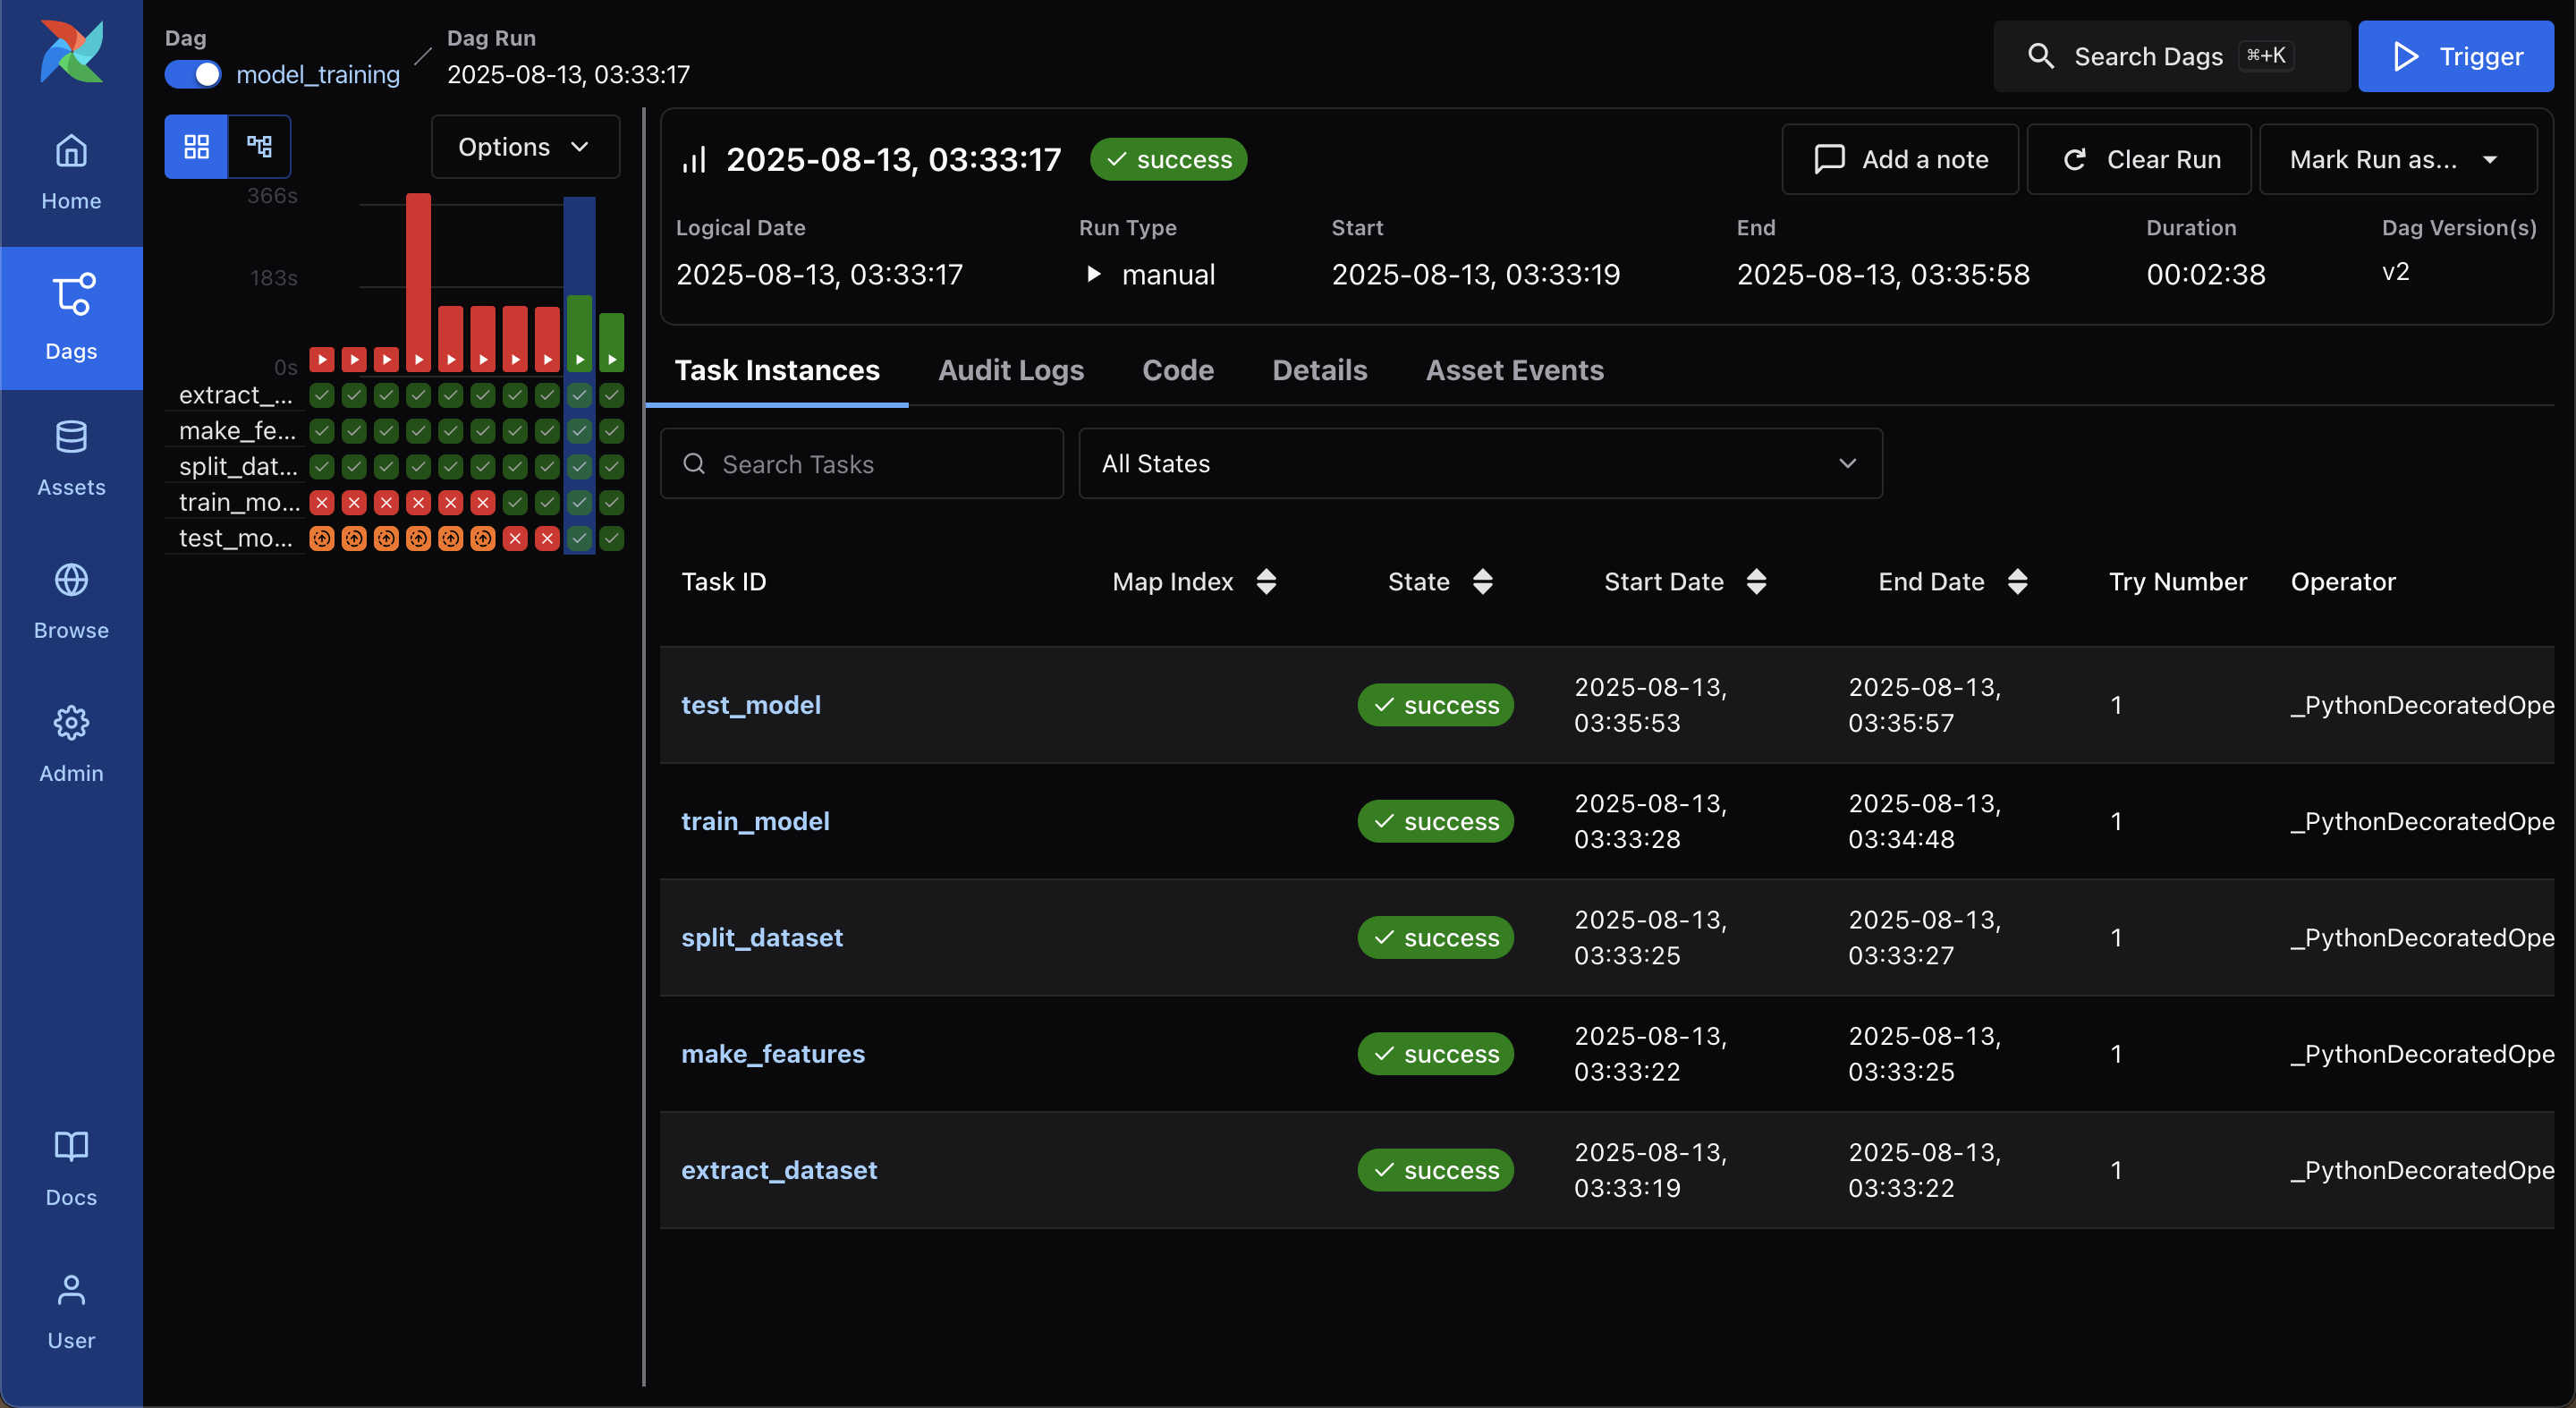 Dag
model_training
Dag Run
2025-08-13, 03:33:17
Search Dags ⌘+K
Trigger
Home
Dags
Assets
Browse
Admin
Docs
User
Options
366s
183s
0s
extract_...
make_fe...
split_dat...
train_mo...
test_mo...
2025-08-13, 03:33:17 success
Add a note
Clear Run
Mark Run as...
Logical Date Run Type Start End Duration Dag Version(s)
2025-08-13, 03:33:17 manual 2025-08-13, 03:33:19 2025-08-13, 03:35:58 00:02:38 v2
Task Instances Audit Logs Code Details Asset Events
Search Tasks
All States
Task ID Map Index State Start Date End Date Try Number Operator
test_model success 2025-08-13, 03:35:53 2025-08-13, 03:35:57 1 _PythonDecoratedOpe
train_model success 2025-08-13, 03:33:28 2025-08-13, 03:34:48 1 _PythonDecoratedOpe
split_dataset success 2025-08-13, 03:33:25 2025-08-13, 03:33:27 1 _PythonDecoratedOpe
make_features success 2025-08-13, 03:33:22 2025-08-13, 03:33:25 1 _PythonDecoratedOpe
extract_dataset success 2025-08-13, 03:33:19 2025-08-13, 03:33:22 1 _PythonDecoratedOpe